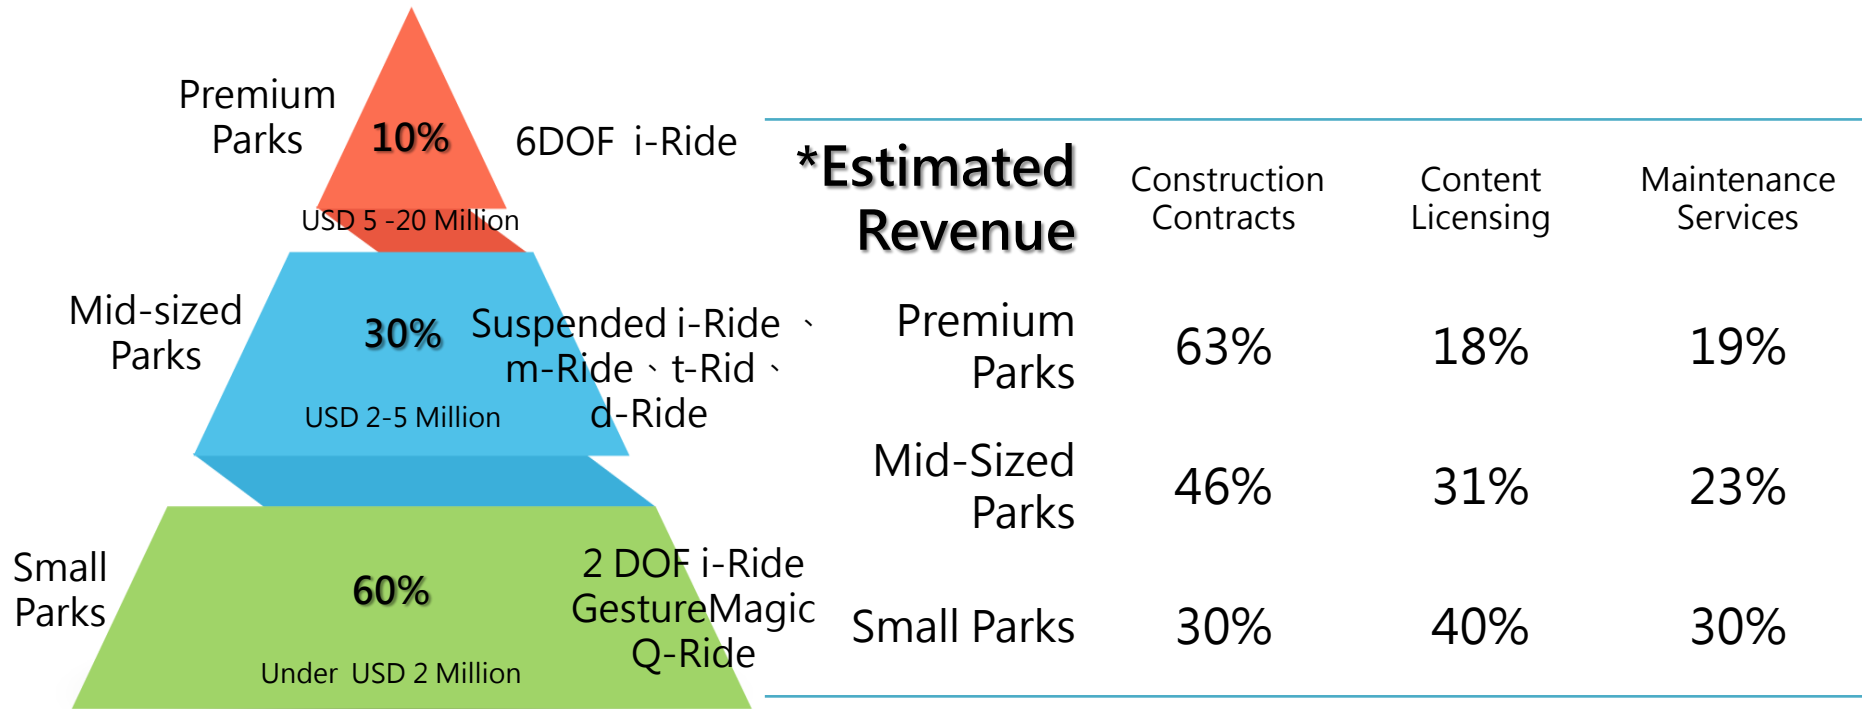 Premium
Parks
10%
6DOF  i-Ride
USD 5 -20 Million
Mid-sized
Parks
30%
Suspended i-Ride 、
m-Ride、t-Rid、
d-Ride
USD 2-5 Million
Small
Parks
60%
2 DOF i-Ride
GestureMagic
Q-Ride
Under  USD 2 Million
*Estimated
Revenue
Construction
Contracts
Content
Licensing
Maintenance
Services
Premium
Parks
63%
18%
19%
Mid-Sized
Parks
46%
31%
23%
Small Parks
30%
40%
30%